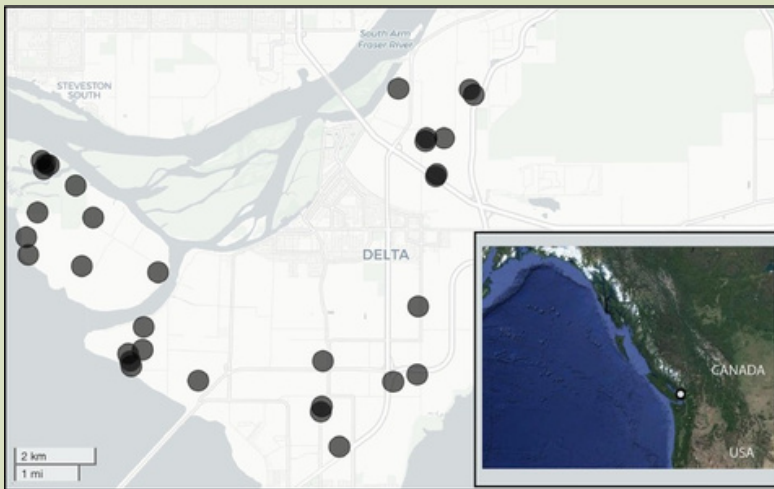 South Arm
Fraser River
STEVESTON
SOUTH
DELTA
CANADA
USA
2 km
1 mi